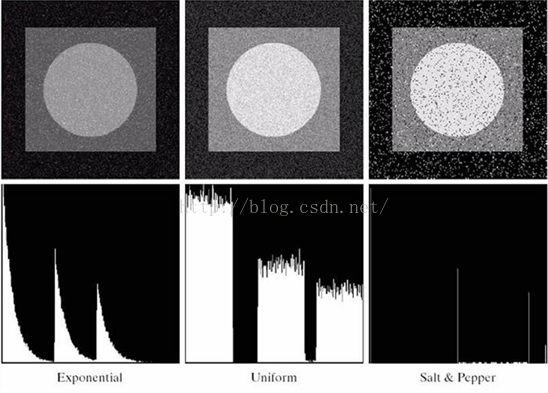 http://blog.csdn.net/
Exponential
Uniform
Salt & Pepper